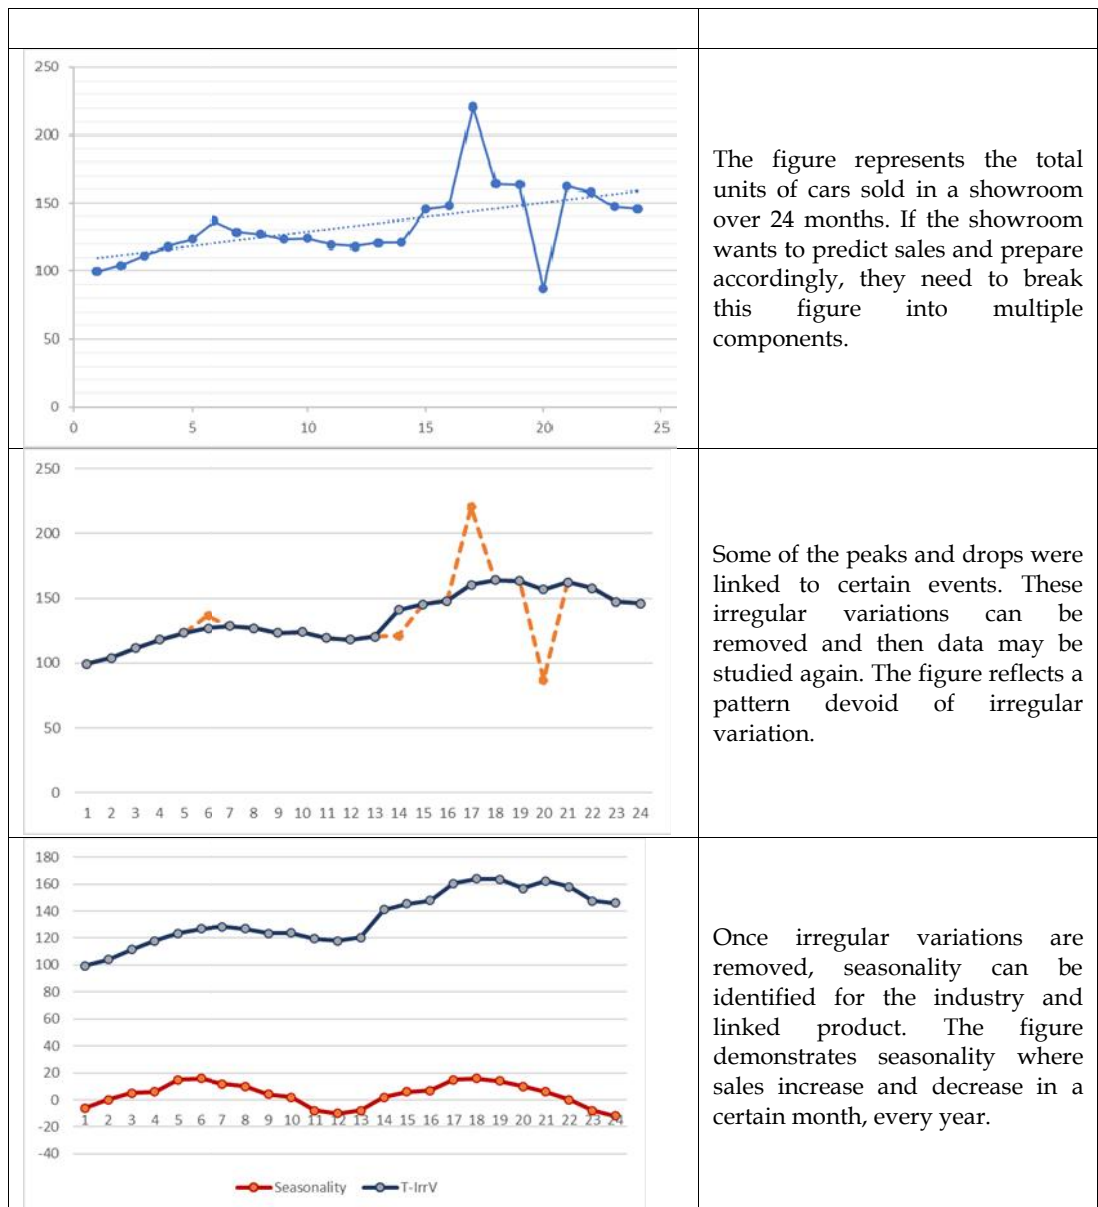 250
200
150
100
50
0
0 5 10 15 20 25
The figure represents the total
units of cars sold in a showroom
over 24 months. If the showroom
wants to predict sales and prepare
accordingly, they need to break
this figure into multiple
components.
250
200
150
100
50
0
1 2 3 4 5 6 7 8 9 10 11 12 13 14 15 16 17 18 19 20 21 22 23 24
Some of the peaks and drops were
linked to certain events. These
irregular variations can be
removed and then data may be
studied again. The figure reflects a
pattern devoid of irregular
variation.
180
160
140
120
100
80
60
40
20
0
-20
-40
1 2 3 4 5 6 7 8 9 10 11 12 13 14 15 16 17 18 19 20 21 22 23 24
Seasonality T-IrrV
Once irregular variations are
removed, seasonality can be
identified for the industry and
linked product. The figure
demonstrates seasonality where
sales increase and decrease in a
certain month, every year.